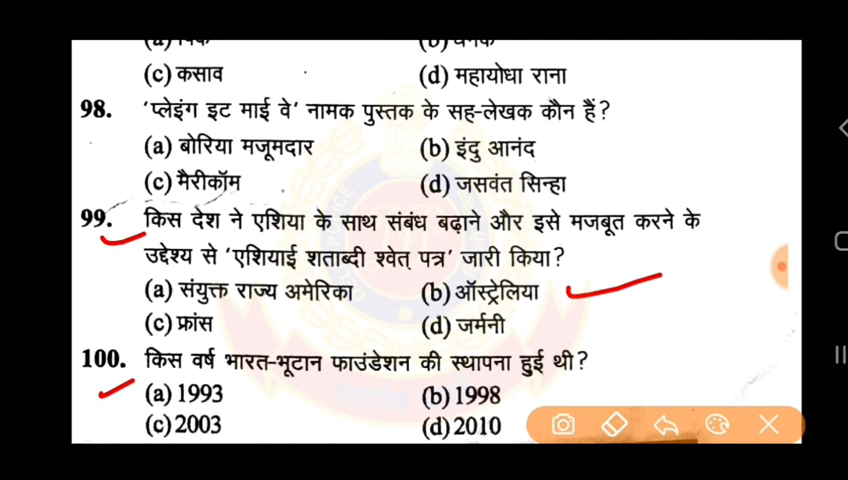 (c) कसाव (d) महायोधा राना
98. 'प्लेइंग इट माई वे' नामक पुस्तक के सह-लेखक कौन हैं?
(a) बोरिया मजूमदार (b) इंदु आनंद
(c) मैरीकॉम (d) जसवंत सिन्हा
99. किस देश ने एशिया के साथ संबंध बढ़ाने और इसे मजबूत करने के
उद्देश्य से 'एशियाई शताब्दी श्वेत् पत्र' जारी किया?
(a) संयुक्त राज्य अमेरिका (b) ऑस्ट्रेलिया
(c) फ्रांस (d) जर्मनी
100. किस वर्ष भारत-भूटान फाउंडेशन की स्थापना हुई थी?
(a) 1993 (b) 1998
(c) 2003 (d) 2010